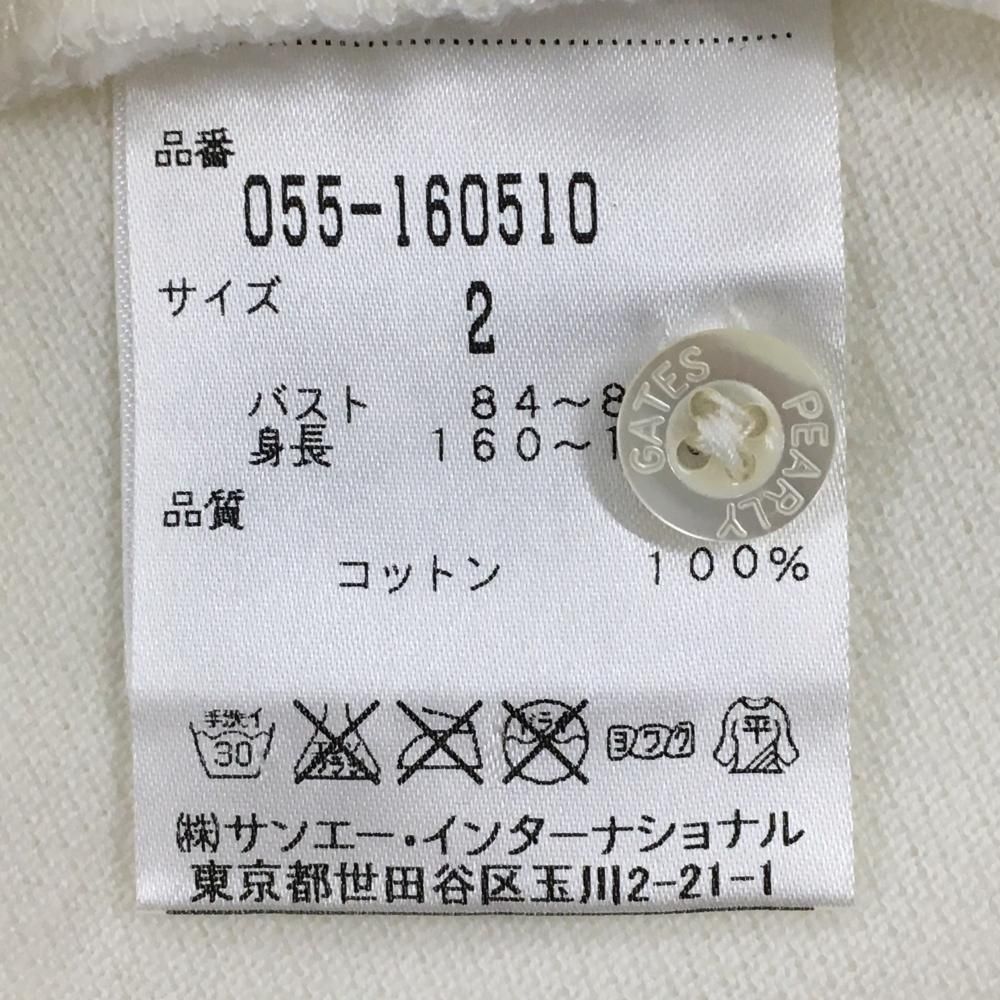 品番
055-160510
サイズ 2
バスト 84~8
身長 160~1
品質
コットン 100%
手洗イ 30 ドライ ヨワク 平
㈱サンエー・インターナショナル
東京都世田谷区玉川2-21-1
PEARLY GATES